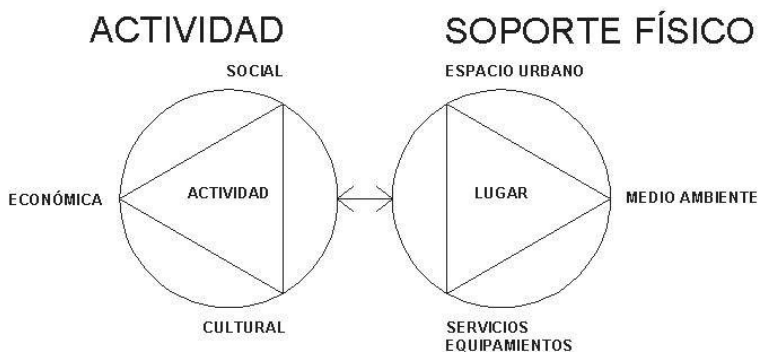 ACTIVIDAD
SOPORTE FÍSICO
SOCIAL
ESPACIO URBANO
ECONÓMICA
ACTIVIDAD
LUGAR
MEDIO AMBIENTE
CULTURAL
SERVICIOS
EQUIPAMIENTOS